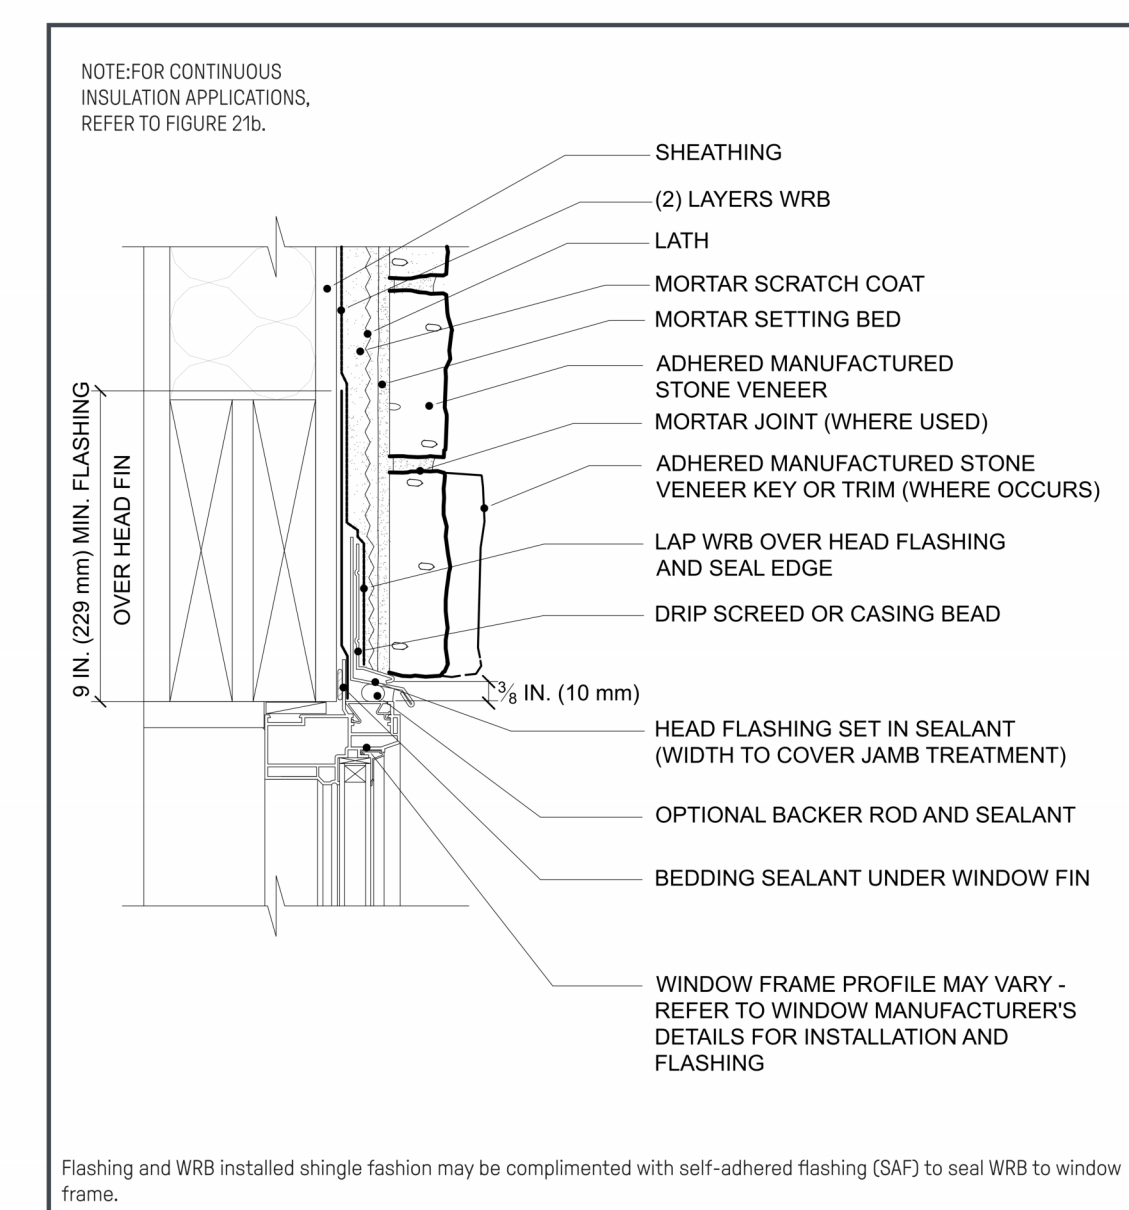 NOTE:FOR CONTINUOUS
INSULATION APPLICATIONS,
REFER TO FIGURE 21b.
SHEATHING
(2) LAYERS WRB
LATH
MORTAR SCRATCH COAT
MORTAR SETTING BED
ADHERED MANUFACTURED
STONE VENEER
MORTAR JOINT (WHERE USED)
ADHERED MANUFACTURED STONE
VENEER KEY OR TRIM (WHERE OCCURS)
9 IN. (229 mm) MIN. FLASHING
OVER HEAD FIN
LAP WRB OVER HEAD FLASHING
AND SEAL EDGE
DRIP SCREED OR CASING BEAD
3/8 IN. (10 mm)
HEAD FLASHING SET IN SEALANT
(WIDTH TO COVER JAMB TREATMENT)
OPTIONAL BACKER ROD AND SEALANT
BEDDING SEALANT UNDER WINDOW FIN
WINDOW FRAME PROFILE MAY VARY -
REFER TO WINDOW MANUFACTURER'S
DETAILS FOR INSTALLATION AND
FLASHING
Flashing and WRB installed shingle fashion may be complimented with self-adhered flashing (SAF) to seal WRB to window
frame.